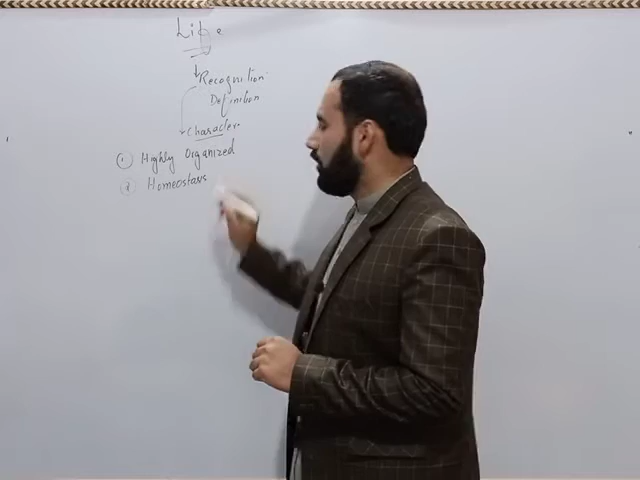 Life
Recognition
Definition
Character
① Highly Organized
② Homeostasis